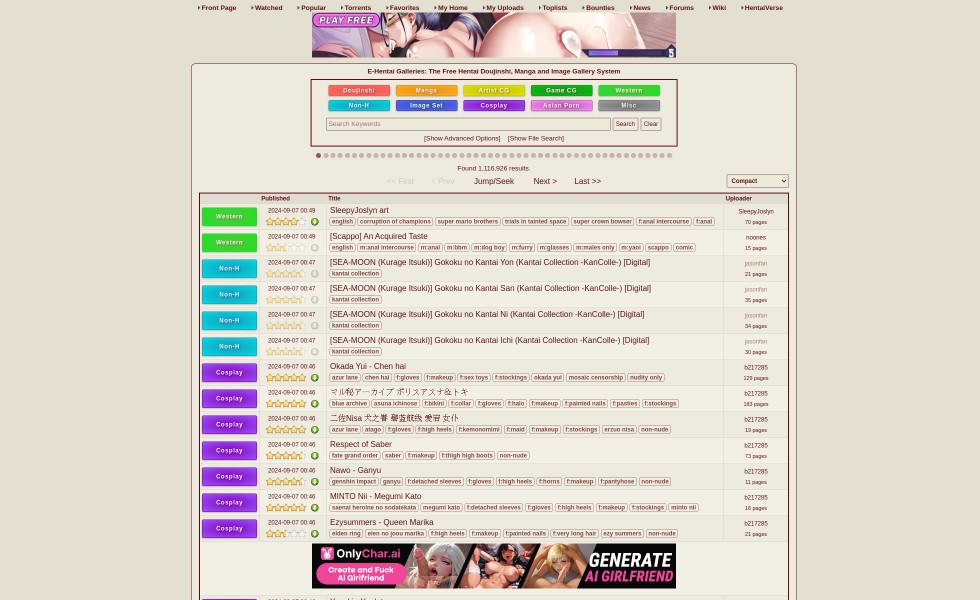 Front Page Watched Popular Torrents Favorites My Home My Uploads Toplists Bounties News Forums Wiki HentaiVerse
PLAY FREE
5
E-Hentai Galleries: The Free Hentai Doujinshi, Manga and Image Gallery System
Doujinshi Manga Artist CG Game CG Western
Non-H Image Set Cosplay Asian Porn Misc
Search Keywords Search Clear
[Show Advanced Options] [Show File Search]
Found 1,116,926 results.
<< First < Prev Jump/Seek Next > Last >> Compact
Published Title Uploader
Western 2024-09-07 00:49 SleepyJoslyn art SleepyJoslyn
english corruption of champions super mario brothers trials in tainted space super crown bowser f:anal intercourse f:anal 70 pages
Western 2024-09-07 00:49 [Scappo] An Acquired Taste noones
english m:anal intercourse m:anal m:bbm m:dog boy m:furry m:glasses m:males only m:yaoi scappo comic 15 pages
Non-H 2024-09-07 00:47 [SEA-MOON (Kurage Itsuki)] Gokoku no Kantai Yon (Kantai Collection -KanColle-) [Digital] jasonfan
kantai collection 21 pages
Non-H 2024-09-07 00:47 [SEA-MOON (Kurage Itsuki)] Gokoku no Kantai San (Kantai Collection -KanColle-) [Digital] jasonfan
kantai collection 35 pages
Non-H 2024-09-07 00:47 [SEA-MOON (Kurage Itsuki)] Gokoku no Kantai Ni (Kantai Collection -KanColle-) [Digital] jasonfan
kantai collection 34 pages
Non-H 2024-09-07 00:47 [SEA-MOON (Kurage Itsuki)] Gokoku no Kantai Ichi (Kantai Collection -KanColle-) [Digital] jasonfan
kantai collection 30 pages
Cosplay 2024-09-07 00:46 Okada Yui - Chen hai b217285
azur lane chen hai f:gloves f:makeup f:sex toys f:stockings okada yui mosaic censorship nudity only 129 pages
Cosplay 2024-09-07 00:46 マル秘アーカイブ ポリスアスナ&トキ b217285
blue archive asuna ichinose f:bikini f:collar f:gloves f:halo f:makeup f:painted nails f:pasties f:stockings 183 pages
Cosplay 2024-09-07 00:46 二佐Nisa 犬之眷 碧蓝航线 爱宕 女仆 b217285
azur lane atago f:gloves f:high heels f:kemonomimi f:maid f:makeup f:stockings erzuo nisa non-nude 19 pages
Cosplay 2024-09-07 00:46 Respect of Saber b217285
fate grand order saber f:makeup f:thigh high boots non-nude 73 pages
Cosplay 2024-09-07 00:46 Nawo - Ganyu b217285
genshin impact ganyu f:detached sleeves f:gloves f:high heels f:horns f:makeup f:pantyhose non-nude 11 pages
Cosplay 2024-09-07 00:46 MINTO Nii - Megumi Kato b217285
saenai heroine no sodatekata megumi kato f:detached sleeves f:gloves f:high heels f:makeup f:stockings minto nii 16 pages
Cosplay 2024-09-07 00:46 Ezysummers - Queen Marika b217285
elden ring eien no joou marika f:high heels f:makeup f:painted nails f:very long hair ezy summers non-nude 21 pages
OnlyChar.ai GENERATE
Create and Fuck
Ai Girlfriend AI GIRLFRIEND